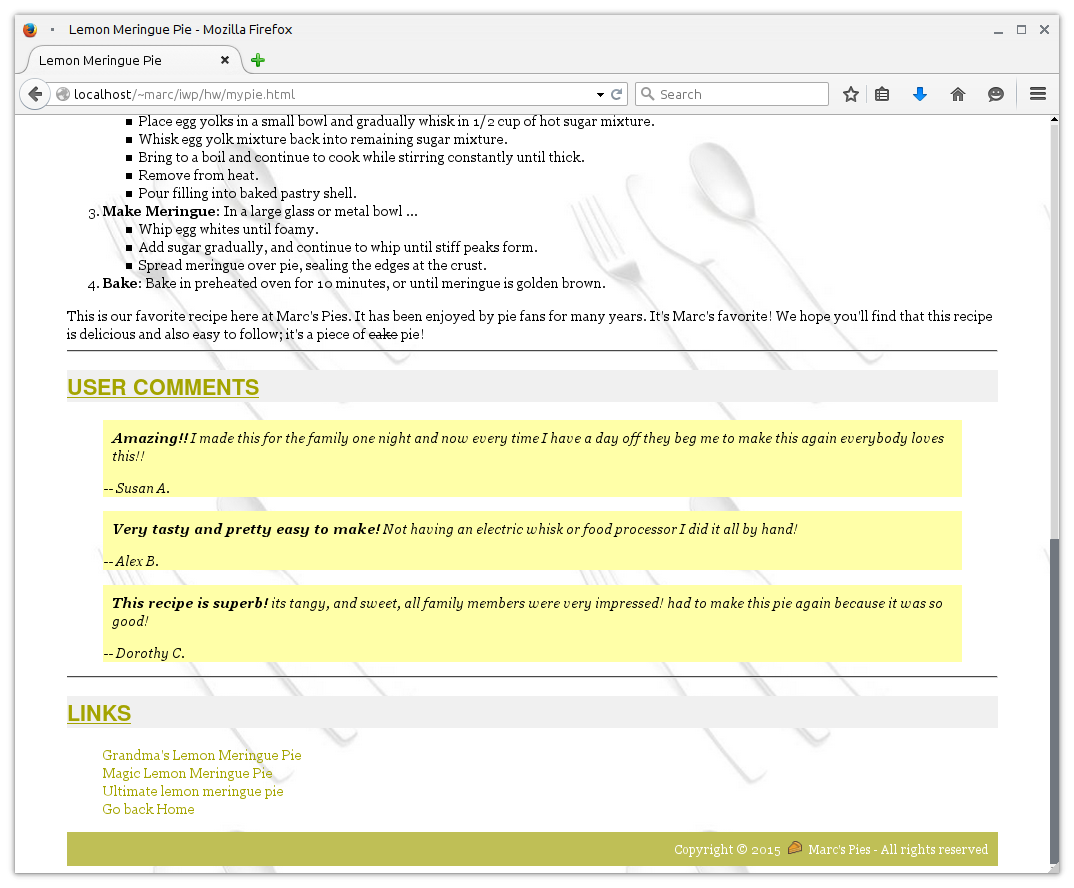 Lemon Meringue Pie - Mozilla Firefox
Lemon Meringue Pie
localhost/~marc/iwp/hw/mypie.html
Search
Place egg yolks in a small bowl and gradually whisk in 1/2 cup of hot sugar mixture.
Whisk egg yolk mixture back into remaining sugar mixture.
Bring to a boil and continue to cook while stirring constantly until thick.
Remove from heat.
Pour filling into baked pastry shell.
3. Make Meringue: In a large glass or metal bowl ...
Whip egg whites until foamy.
Add sugar gradually, and continue to whip until stiff peaks form.
Spread meringue over pie, sealing the edges at the crust.
4. Bake: Bake in preheated oven for 10 minutes, or until meringue is golden brown.
This is our favorite recipe here at Marc's Pies. It has been enjoyed by pie fans for many years. It's Marc's favorite! We hope you'll find that this recipe
is delicious and also easy to follow; it's a piece of cake pie!
USER COMMENTS
Amazing!! I made this for the family one night and now every time I have a day off they beg me to make this again everybody loves
this!!
-- Susan A.
Very tasty and pretty easy to make! Not having an electric whisk or food processor I did it all by hand!
-- Alex B.
This recipe is superb! its tangy, and sweet, all family members were very impressed! had to make this pie again because it was so
good!
-- Dorothy C.
LINKS
Grandma's Lemon Meringue Pie
Magic Lemon Meringue Pie
Ultimate lemon meringue pie
Go back Home
Copyright © 2015 Marc's Pies - All rights reserved